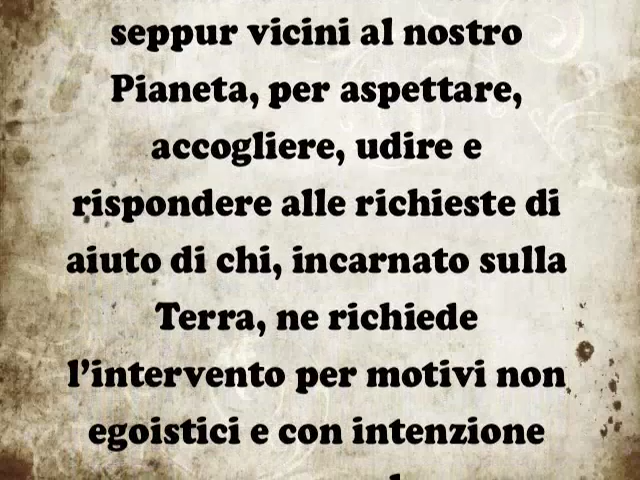 seppur vicini al nostro
Pianeta, per aspettare,
accogliere, udire e
rispondere alle richieste di
aiuto di chi, incarnato sulla
Terra, ne richiede
l’intervento per motivi non
egoistici e con intenzione